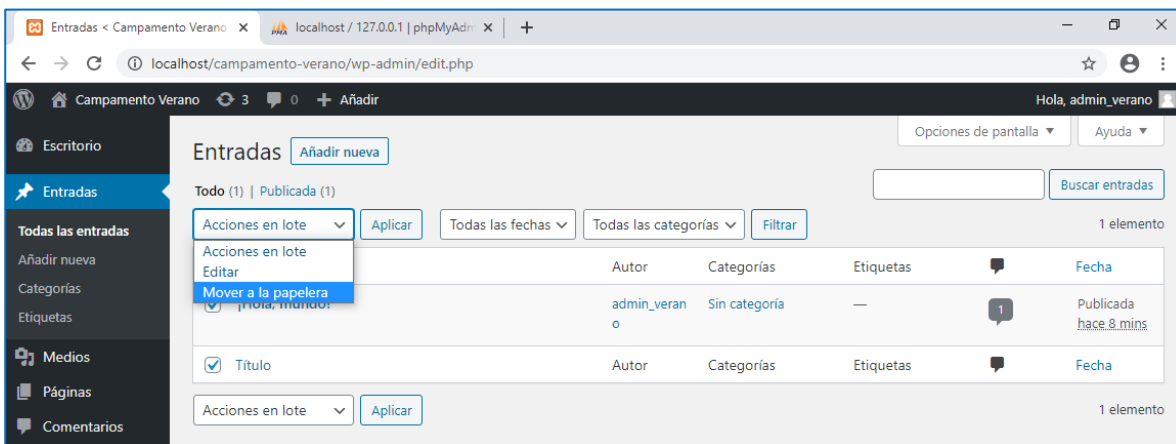 Entradas < Campamento Verano
localhost / 127.0.0.1 | phpMyAdm
localhost/campamento-verano/wp-admin/edit.php
Campamento Verano 3 0 + Añadir Hola, admin_verano
Escritorio
Entradas
Todas las entradas
Añadir nueva
Categorías
Etiquetas
Medios
Páginas
Comentarios
Opciones de pantalla Ayuda
Entradas Añadir nueva
Todo (1) | Publicada (1) Buscar entradas
Acciones en lote Aplicar Todas las fechas Todas las categorías Filtrar 1 elemento
Acciones en lote
Editar
Mover a la papelera
Autor Categorías Etiquetas Fecha
¡Hola, mundo! admin_veran Sin categoría — 1 Publicada
o hace 8 mins
Título Autor Categorías Etiquetas Fecha
Acciones en lote Aplicar 1 elemento